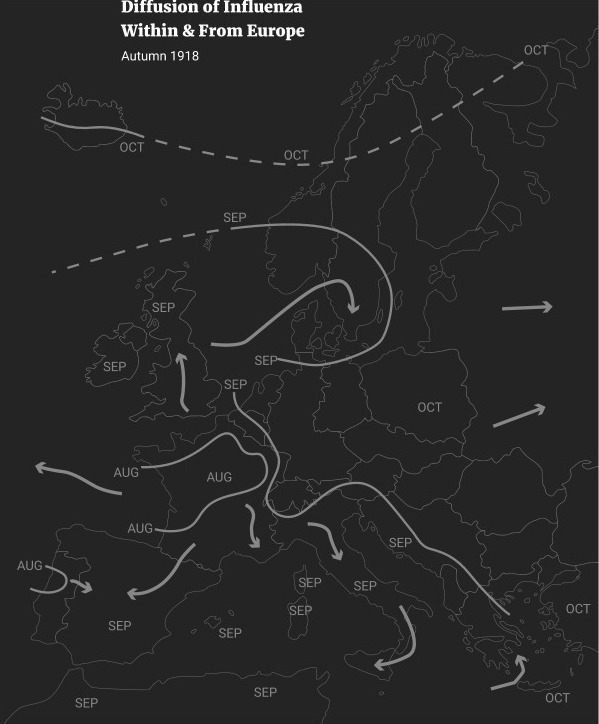 Diffusion of Influenza
Within & From Europe
Autumn 1918
OCT
OCT
OCT
SEP
SEP
SEP
SEP
SEP
OCT
AUG
AUG
AUG
SEP
AUG
SEP
SEP
SEP
OCT
SEP
SEP
SEP
SEP
OCT